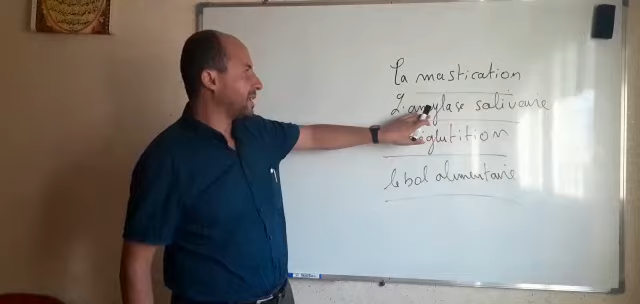 La mastication
L'amylase salivaire
églutition
le bol alimentaire